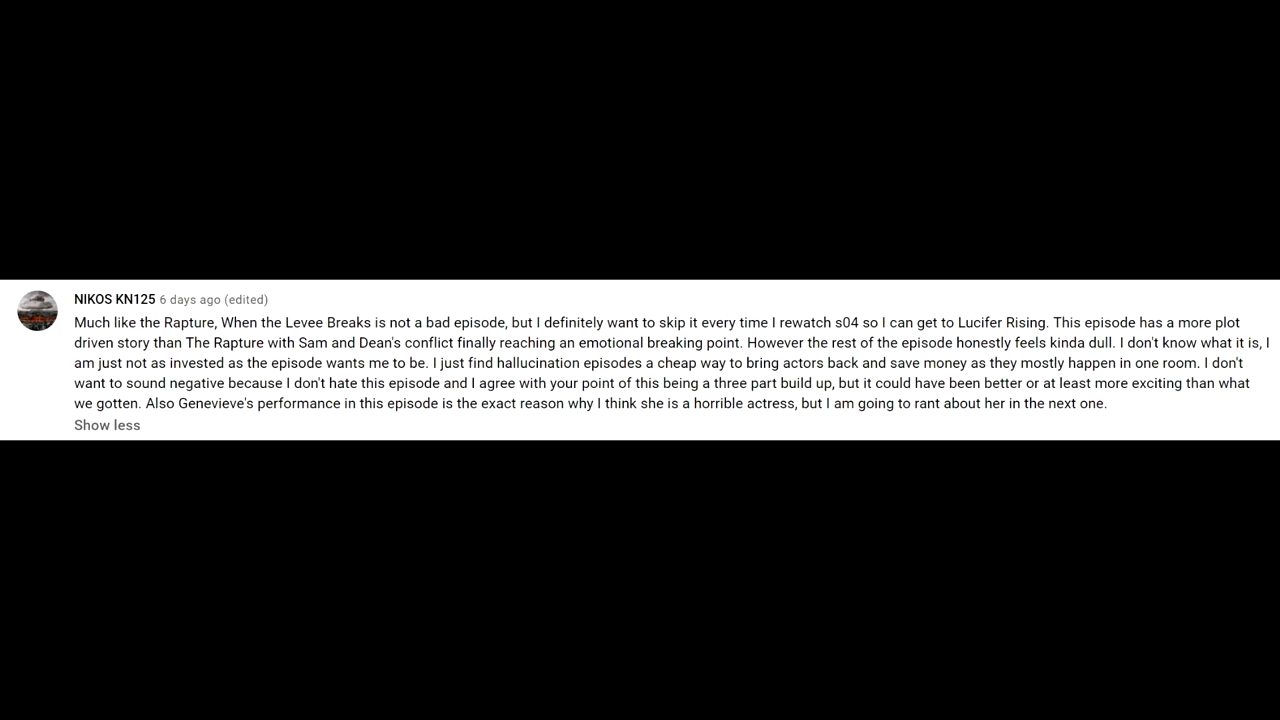 NIKOS KN125 6 days ago (edited)
Much like the Rapture, When the Levee Breaks is not a bad episode, but I definitely want to skip it every time I rewatch s04 so I can get to Lucifer Rising. This episode has a more plot
driven story than The Rapture with Sam and Dean's conflict finally reaching an emotional breaking point. However the rest of the episode honestly feels kinda dull. I don't know what it is, I
am just not as invested as the episode wants me to be. I just find hallucination episodes a cheap way to bring actors back and save money as they mostly happen in one room. I don't
want to sound negative because I don't hate this episode and I agree with your point of this being a three part build up, but it could have been better or at least more exciting than what
we gotten. Also Genevieve's performance in this episode is the exact reason why I think she is a horrible actress, but I am going to rant about her in the next one.
Show less